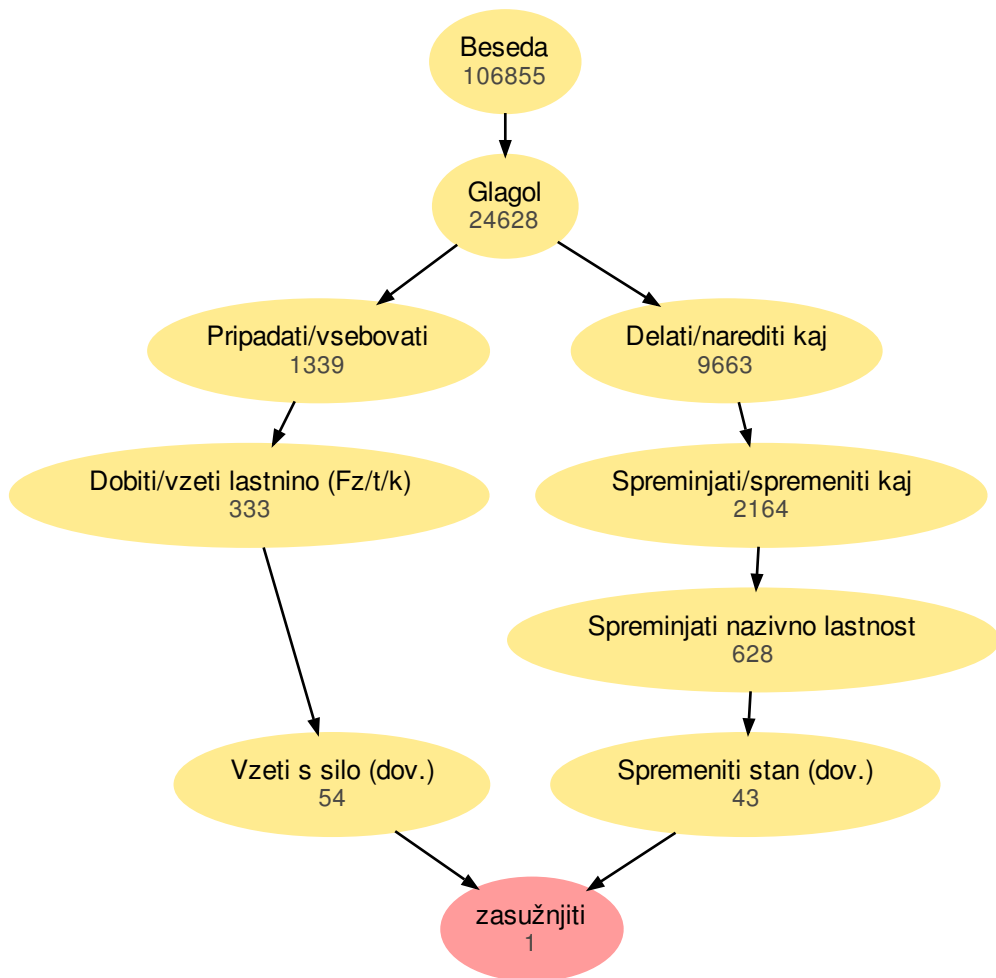 Beseda
106855
Glagol
24628
Pripadati/vsebovati
1339
Delati/narediti kaj
9663
Dobiti/vzeti lastnino (Fz/t/k)
333
Spreminjati/spremeniti kaj
2164
Spreminjati nazivno lastnost
628
Vzeti s silo (dov.)
54
Spremeniti stan (dov.)
43
zasužnjiti
1